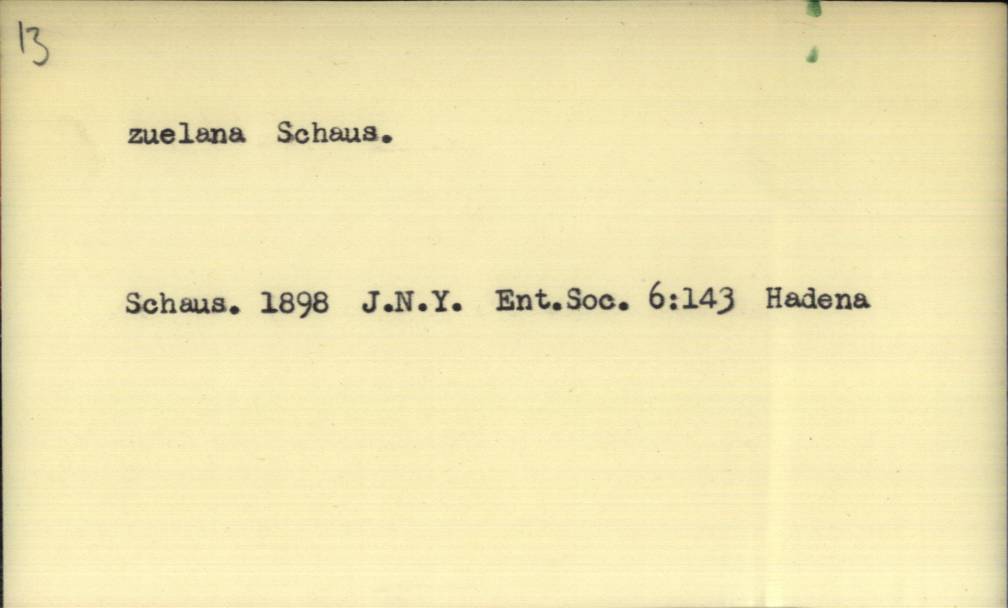 13
zuelana Schaus.
Schaus. 1898 J.N.Y. Ent.Soc. 6:143 Hadena